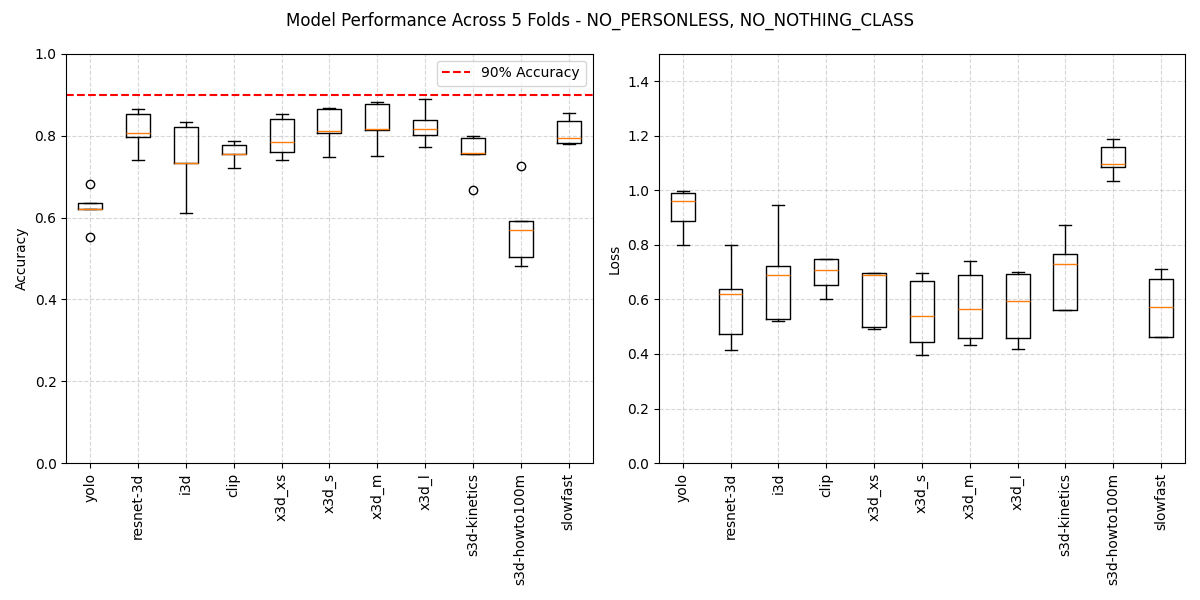 Model Performance Across 5 Folds - NO_PERSONLESS, NO_NOTHING_CLASS
Accuracy
1.0
0.8
0.6
0.4
0.2
0.0
90% Accuracy
yolo
resnet-3d
i3d
clip
x3d_xs
x3d_s
x3d_m
x3d_l
s3d-kinetics
s3d-howto100m
slowfast
Loss
1.4
1.2
1.0
0.8
0.6
0.4
0.2
0.0
yolo
resnet-3d
i3d
clip
x3d_xs
x3d_s
x3d_m
x3d_l
s3d-kinetics
s3d-howto100m
slowfast